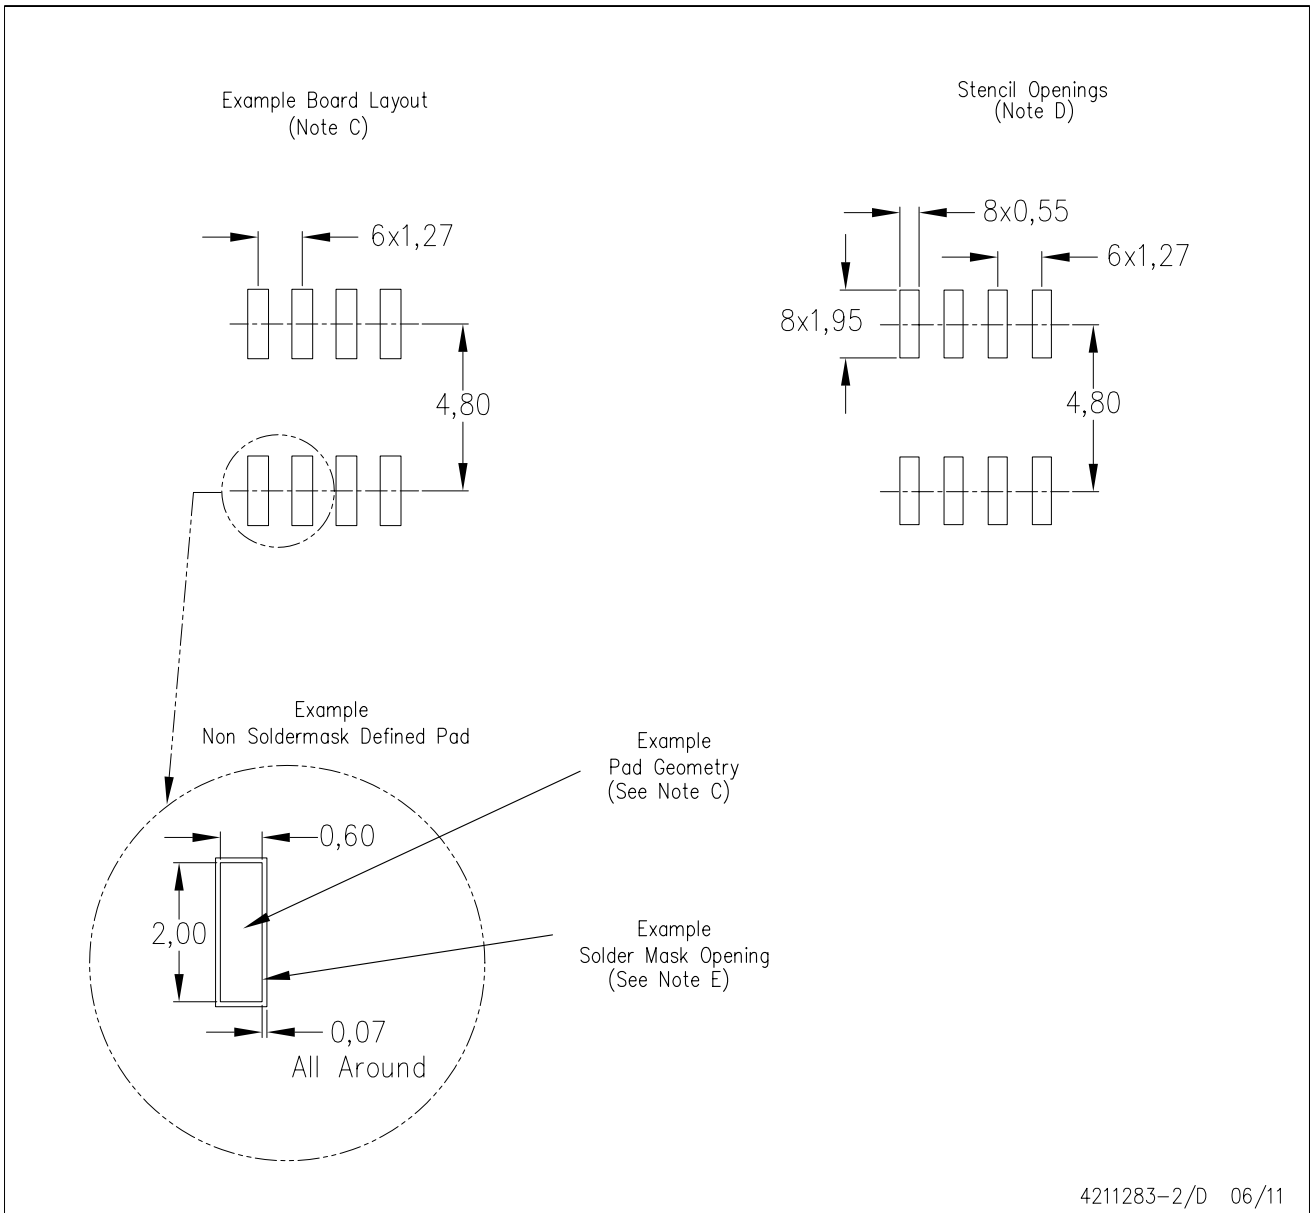 Example Board Layout
(Note C)
Stencil Openings
(Note D)
6x1,27
4,80
8x0,55
6x1,27
8x1,95
4,80
Example
Non Soldermask Defined Pad
0,60
2,00
0,07
All Around
Example
Pad Geometry
(See Note C)
Example
Solder Mask Opening
(See Note E)
4211283-2/D 06/11